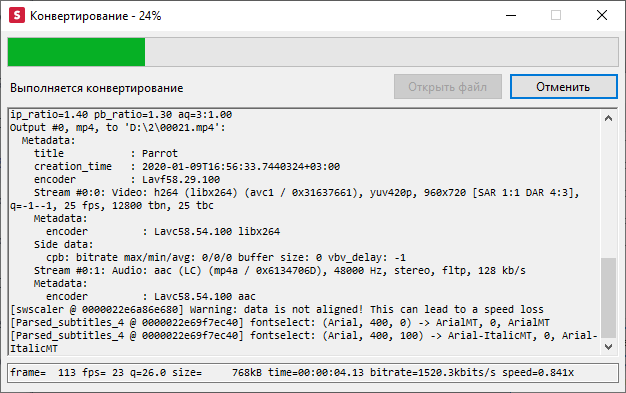 S Конвертирование - 24%
Выполняется конвертирование
Открыть файл
Отменить
ip_ratio=1.40 pb_ratio=1.30 aq=3:1.00
Output #0, mp4, to 'D:\2\00021.mp4':
Metadata:
title : Parrot
creation_time : 2020-01-09T16:56:33.7440324+03:00
encoder : Lavf58.29.100
Stream #0:0: Video: h264 (libx264) (avc1 / 0x31637661), yuv420p, 960x720 [SAR 1:1 DAR 4:3],
q=-1--1, 25 fps, 12800 tbn, 25 tbc
Metadata:
encoder : Lavc58.54.100 libx264
Side data:
cpb: bitrate max/min/avg: 0/0/0 buffer size: 0 vbv_delay: -1
Stream #0:1: Audio: aac (LC) (mp4a / 0x6134706D), 48000 Hz, stereo, fltp, 128 kb/s
Metadata:
encoder : Lavc58.54.100 aac
[swscaler @ 0000022e6a86e680] Warning: data is not aligned! This can lead to a speed loss
[Parsed_subtitles_4 @ 0000022e69f7ec40] fontselect: (Arial, 400, 0) -> ArialMT, 0, ArialMT
[Parsed_subtitles_4 @ 0000022e69f7ec40] fontselect: (Arial, 400, 100) -> Arial-ItalicMT, 0, Arial-
ItalicMT
frame= 113 fps= 23 q=26.0 size= 768kB time=00:00:04.13 bitrate=1520.3kbits/s speed=0.841x